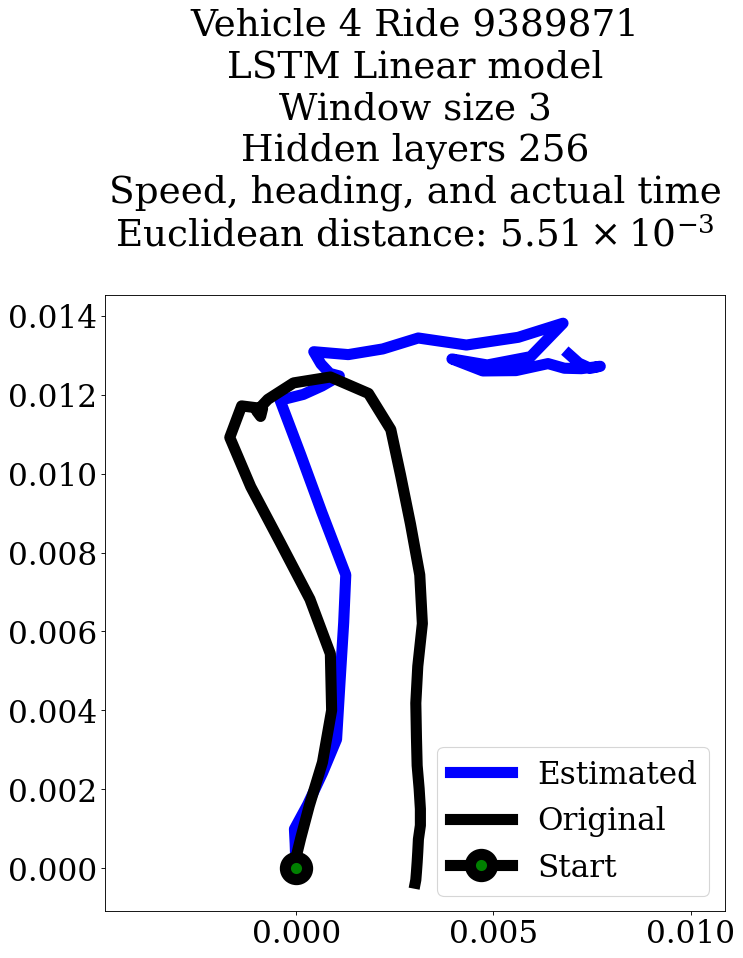 Vehicle 4 Ride 9389871
LSTM Linear model
Window size 3
Hidden layers 256
Speed, heading, and actual time
Euclidean distance: 5.51 × 10⁻³
0.014
0.012
0.010
0.008
0.006
0.004
0.002
0.000
Estimated
Original
Start
0.000 0.005 0.010